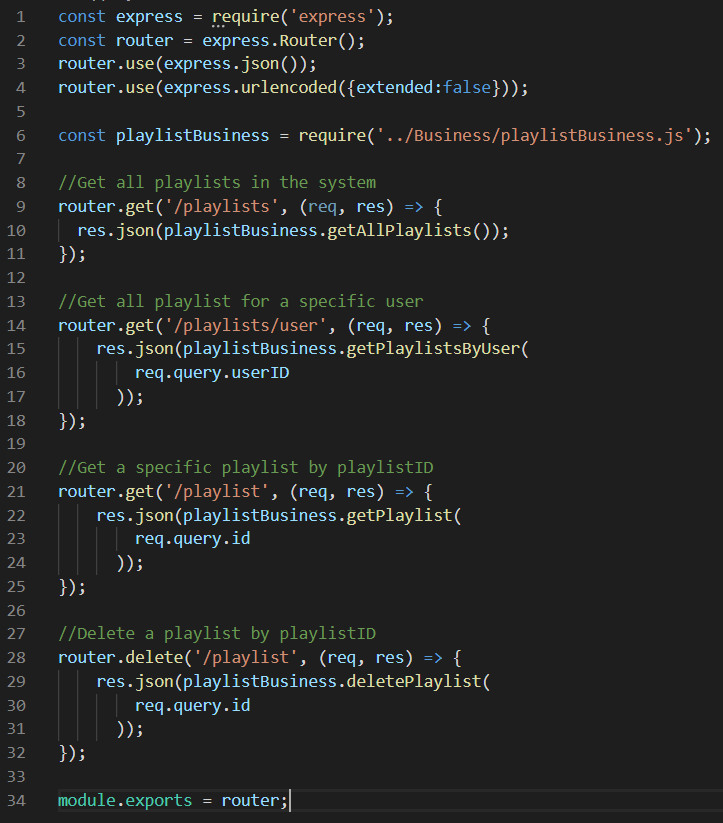 1 const express = require('express');
2 const router = express.Router();
3 router.use(express.json());
4 router.use(express.urlencoded({extended:false}));
5
6 const playlistBusiness = require('../Business/playlistBusiness.js');
7
8 //Get all playlists in the system
9 router.get('/playlists', (req, res) => {
10   res.json(playlistBusiness.getAllPlaylists());
11 });
12
13 //Get all playlist for a specific user
14 router.get('/playlists/user', (req, res) => {
15     res.json(playlistBusiness.getPlaylistsByUser(
16         req.query.userID
17       ));
18 });
19
20 //Get a specific playlist by playlistID
21 router.get('/playlist', (req, res) => {
22     res.json(playlistBusiness.getPlaylist(
23         req.query.id
24       ));
25 });
26
27 //Delete a playlist by playlistID
28 router.delete('/playlist', (req, res) => {
29     res.json(playlistBusiness.deletePlaylist(
30         req.query.id
31       ));
32 });
33
34 module.exports = router;